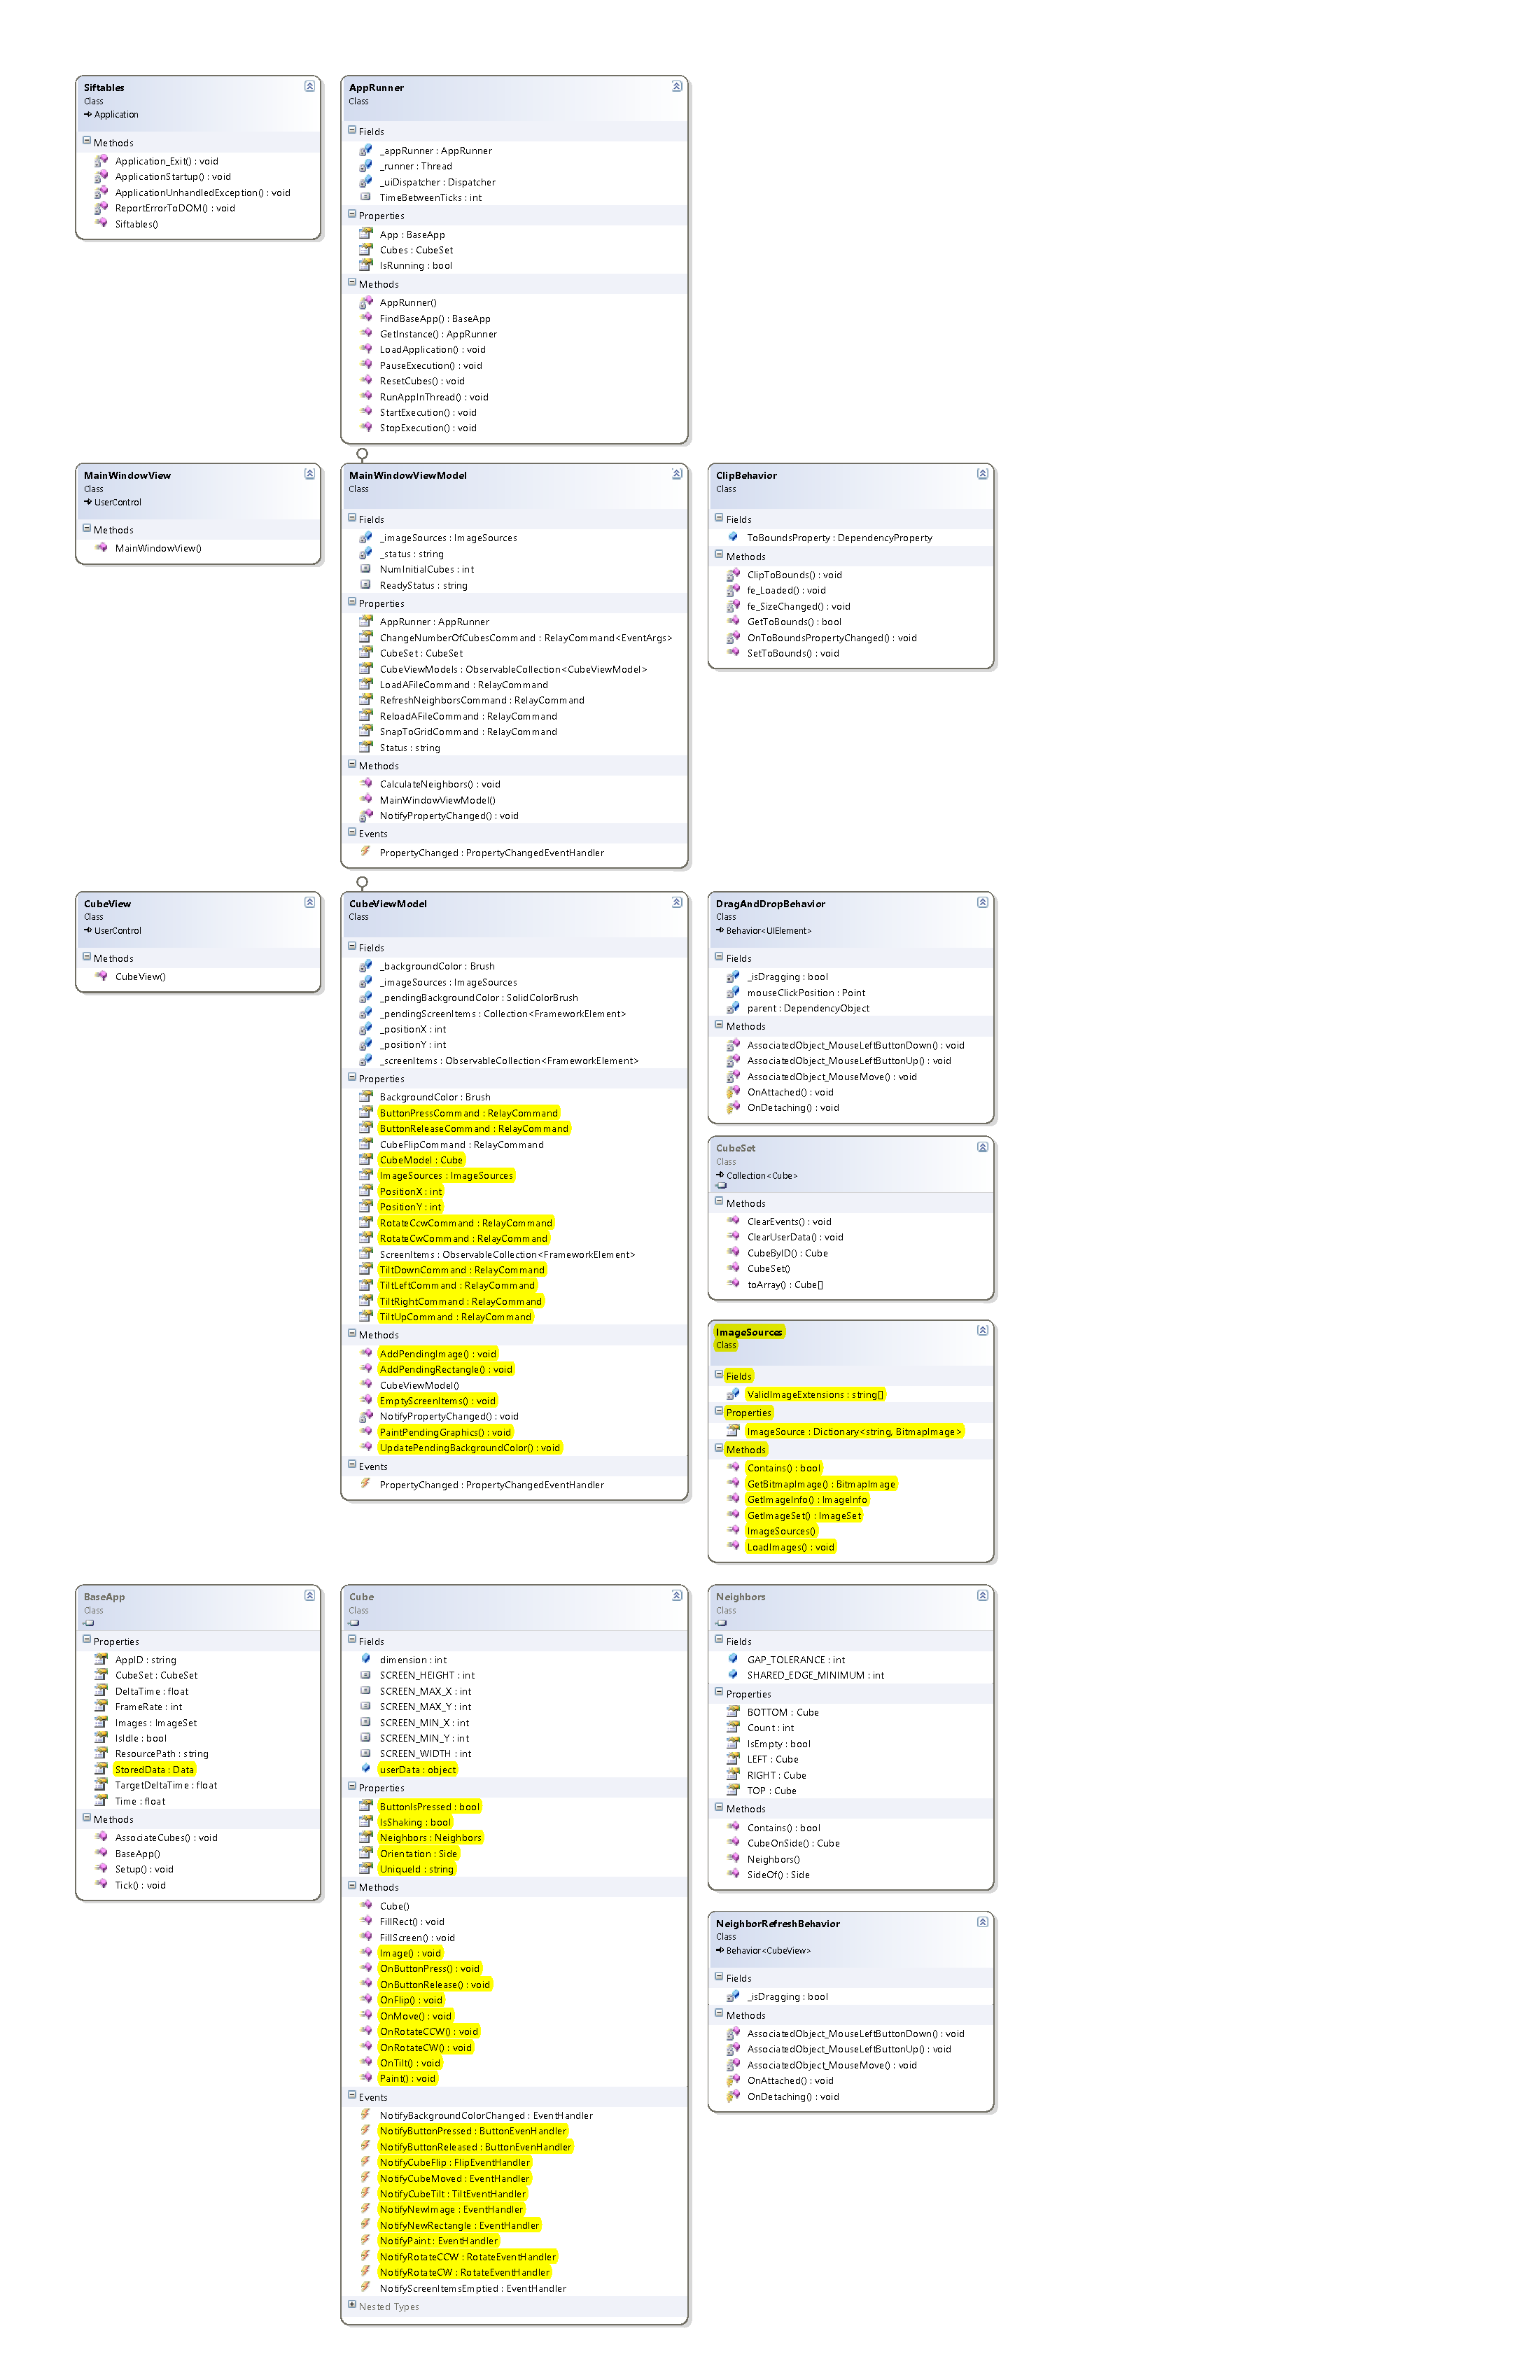 Siftables
Class
Application
Methods
Application_Exit() : void
ApplicationStartup() : void
ApplicationUnhandledException() : void
ReportErrorToDOM() : void
Siftables()
AppRunner
Class
Fields
_appRunner : AppRunner
_runner : Thread
_uiDispatcher : Dispatcher
TimeBetweenTicks : int
Properties
App : BaseApp
Cubes : CubeSet
IsRunning : bool
Methods
AppRunner()
FindBaseApp() : BaseApp
GetInstance() : AppRunner
LoadApplication() : void
PauseExecution() : void
ResetCubes() : void
RunAppInThread() : void
StartExecution() : void
StopExecution() : void
MainWindowView
Class
UserControl
Methods
MainWindowView()
MainWindowViewModel
Class
Fields
_imageSources : ImageSources
_status : string
NumInitialCubes : int
ReadyStatus : string
Properties
AppRunner : AppRunner
ChangeNumberOfCubesCommand : RelayCommand<EventArgs>
CubeSet : CubeSet
CubeViewModels : ObservableCollection<CubeViewModel>
LoadAFileCommand : RelayCommand
RefreshNeighborsCommand : RelayCommand
ReloadAFileCommand : RelayCommand
SnapToGridCommand : RelayCommand
Status : string
Methods
CalculateNeighbors() : void
MainWindowViewModel()
NotifyPropertyChanged() : void
Events
PropertyChanged : PropertyChangedEventHandler
ClipBehavior
Class
Fields
ToBoundsProperty : DependencyProperty
Methods
ClipToBounds() : void
fe_Loaded() : void
fe_SizeChanged() : void
GetToBounds() : bool
OnToBoundsPropertyChanged() : void
SetToBounds() : void
CubeView
Class
UserControl
Methods
CubeView()
CubeViewModel
Class
Fields
_backgroundColor : Brush
_imageSources : ImageSources
_pendingBackgroundColor : SolidColorBrush
_pendingScreenItems : Collection<FrameworkElement>
_positionX : int
_positionY : int
_screenItems : ObservableCollection<FrameworkElement>
Properties
BackgroundColor : Brush
ButtonPressCommand : RelayCommand
ButtonReleaseCommand : RelayCommand
CubeFlipCommand : RelayCommand
CubeModel : Cube
ImageSources : ImageSources
PositionX : int
PositionY : int
RotateCcwCommand : RelayCommand
RotateCwCommand : RelayCommand
ScreenItems : ObservableCollection<FrameworkElement>
TiltDownCommand : RelayCommand
TiltLeftCommand : RelayCommand
TiltRightCommand : RelayCommand
TiltUpCommand : RelayCommand
Methods
AddPendingImage() : void
AddPendingRectangle() : void
CubeViewModel()
EmptyScreenItems() : void
NotifyPropertyChanged() : void
PaintPendingGraphics() : void
UpdatePendingBackgroundColor() : void
Events
PropertyChanged : PropertyChangedEventHandler
DragAndDropBehavior
Class
Behavior<UIElement>
Fields
_isDragging : bool
mouseClickPosition : Point
parent : DependencyObject
Methods
AssociatedObject_MouseLeftButtonDown() : void
AssociatedObject_MouseLeftButtonUp() : void
AssociatedObject_MouseMove() : void
OnAttached() : void
OnDetaching() : void
CubeSet
Class
Collection<Cube>
Methods
ClearEvents() : void
ClearUserData() : void
CubeByID() : Cube
CubeSet()
toArray() : Cube[]
ImageSources
Class
Fields
ValidImageExtensions : string[]
Properties
ImageSource : Dictionary<string, BitmapImage>
Methods
Contains() : bool
GetBitmapImage() : BitmapImage
GetImageInfo() : ImageInfo
GetImageSet() : ImageSet
ImageSources()
LoadImages() : void
BaseApp
Class
Properties
AppID : string
CubeSet : CubeSet
DeltaTime : float
FrameRate : int
Images : ImageSet
IsIdle : bool
ResourcePath : string
StoredData : Data
TargetDeltaTime : float
Time : float
Methods
AssociateCubes() : void
BaseApp()
Setup() : void
Tick() : void
Cube
Class
Fields
dimension : int
SCREEN_HEIGHT : int
SCREEN_MAX_X : int
SCREEN_MAX_Y : int
SCREEN_MIN_X : int
SCREEN_MIN_Y : int
SCREEN_WIDTH : int
userData : object
Properties
ButtonIsPressed : bool
IsShaking : bool
Neighbors : Neighbors
Orientation : Side
UniqueId : string
Methods
Cube()
FillRect() : void
FillScreen() : void
Image() : void
OnButtonPress() : void
OnButtonRelease() : void
OnFlip() : void
OnMove() : void
OnRotateCCW() : void
OnRotateCW() : void
OnTilt() : void
Paint() : void
Events
NotifyBackgroundColorChanged : EventHandler
NotifyButtonPressed : ButtonEvenHandler
NotifyButtonReleased : ButtonEvenHandler
NotifyCubeFlip : FlipEventHandler
NotifyCubeMoved : EventHandler
NotifyCubeTilt : TiltEventHandler
NotifyNewImage : EventHandler
NotifyNewRectangle : EventHandler
NotifyPaint : EventHandler
NotifyRotateCCW : RotateEventHandler
NotifyRotateCW : RotateEventHandler
NotifyScreenItemsEmptied : EventHandler
Nested Types
Neighbors
Class
Fields
GAP_TOLERANCE : int
SHARED_EDGE_MINIMUM : int
Properties
BOTTOM : Cube
Count : int
IsEmpty : bool
LEFT : Cube
RIGHT : Cube
TOP : Cube
Methods
Contains() : bool
CubeOnSide() : Cube
Neighbors()
SideOf() : Side
NeighborRefreshBehavior
Class
Behavior<CubeView>
Fields
_isDragging : bool
Methods
AssociatedObject_MouseLeftButtonDown() : void
AssociatedObject_MouseLeftButtonUp() : void
AssociatedObject_MouseMove() : void
OnAttached() : void
OnDetaching() : void